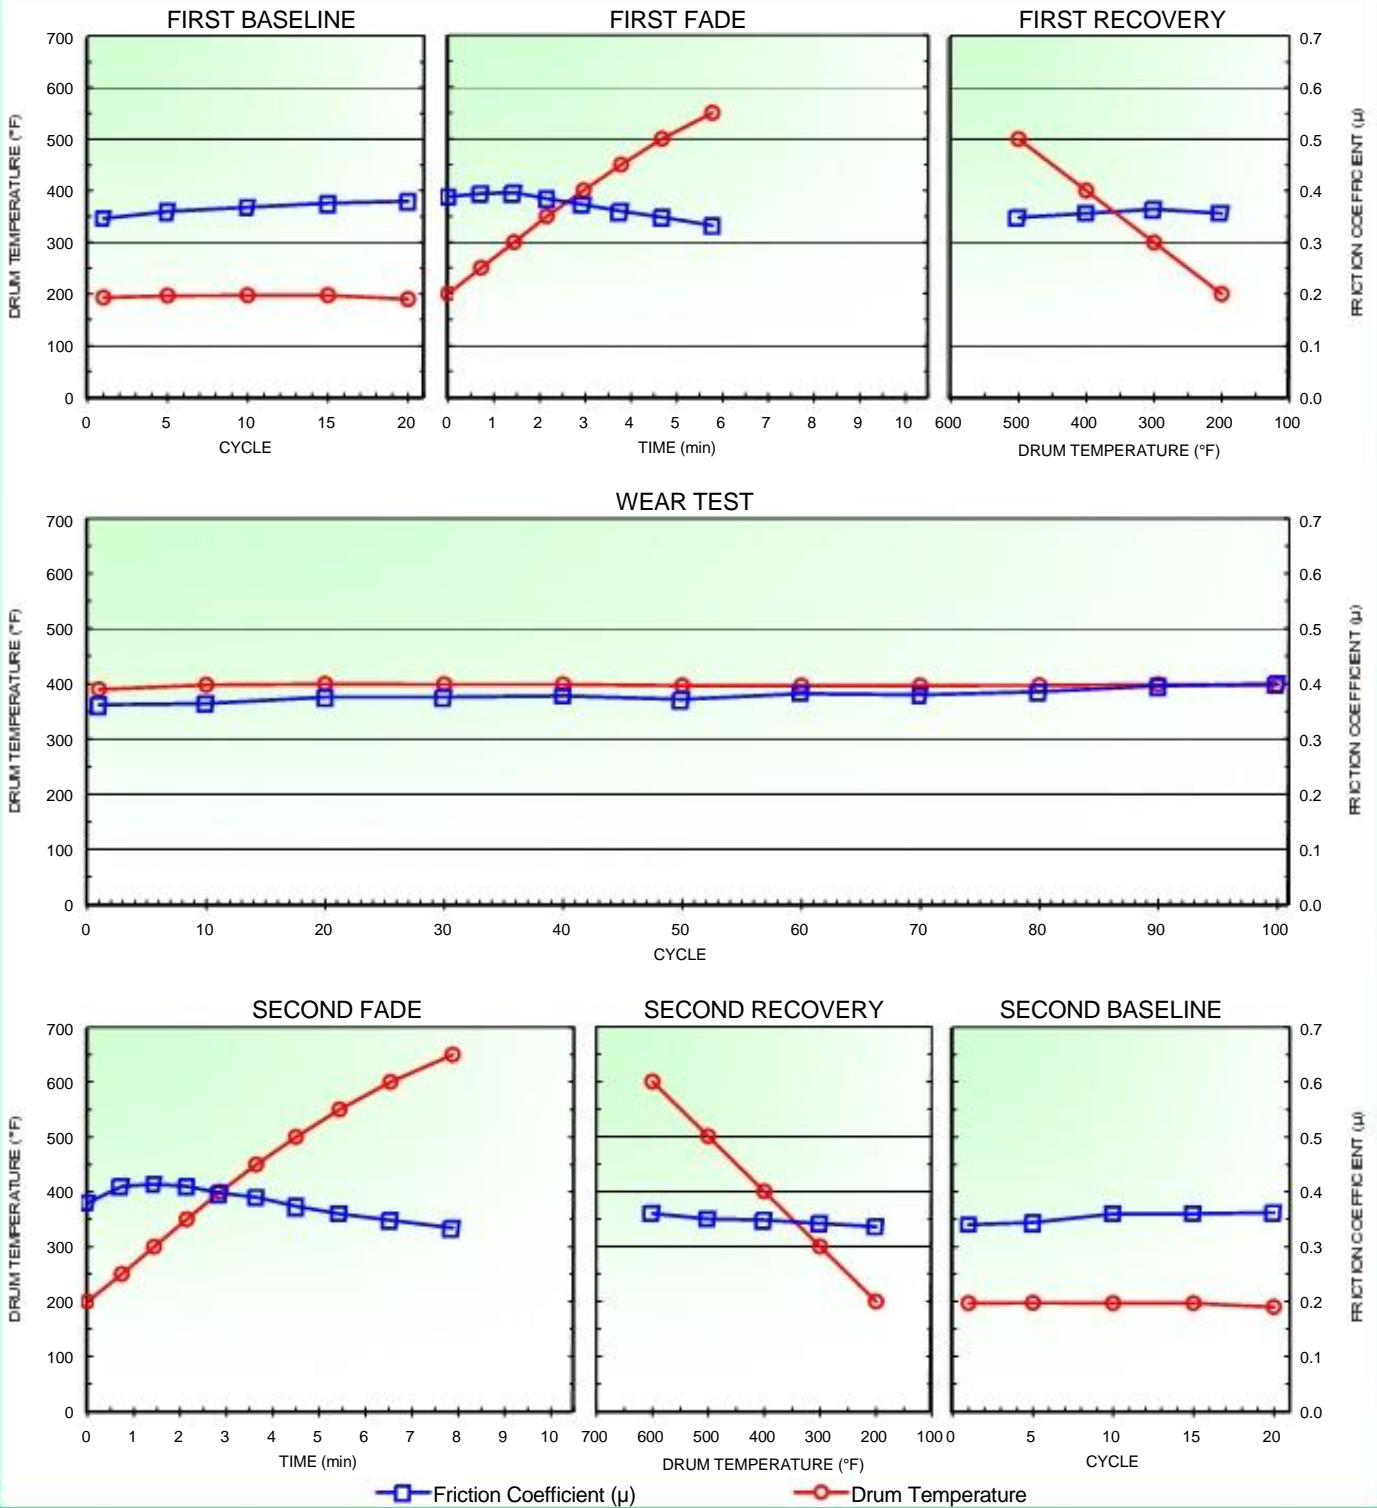 FIRST BASELINE FIRST FADE FIRST RECOVERY
700 0.7
600 0.6
500 0.5
400 0.4
300 0.3
200 0.2
100 0.1
0 0.0
DRUM TEMPERATURE (°F)
FRICTION COEFFICIENT (µ)
0 5 10 15 20 0 1 2 3 4 5 6 7 8 9 10 600 500 400 300 200 100
CYCLE TIME (min) DRUM TEMPERATURE (°F)
WEAR TEST
700 0.7
600 0.6
500 0.5
400 0.4
300 0.3
200 0.2
100 0.1
0 0.0
DRUM TEMPERATURE (°F)
FRICTION COEFFICIENT (µ)
0 10 20 30 40 50 60 70 80 90 100
CYCLE
SECOND FADE SECOND RECOVERY SECOND BASELINE
700 0.7
600 0.6
500 0.5
400 0.4
300 0.3
200 0.2
100 0.1
0 0.0
DRUM TEMPERATURE (°F)
FRICTION COEFFICIENT (µ)
0 1 2 3 4 5 6 7 8 9 10 700 600 500 400 300 200 100 0 5 10 15 20
TIME (min) DRUM TEMPERATURE (°F) CYCLE
Friction Coefficient (µ) Drum Temperature